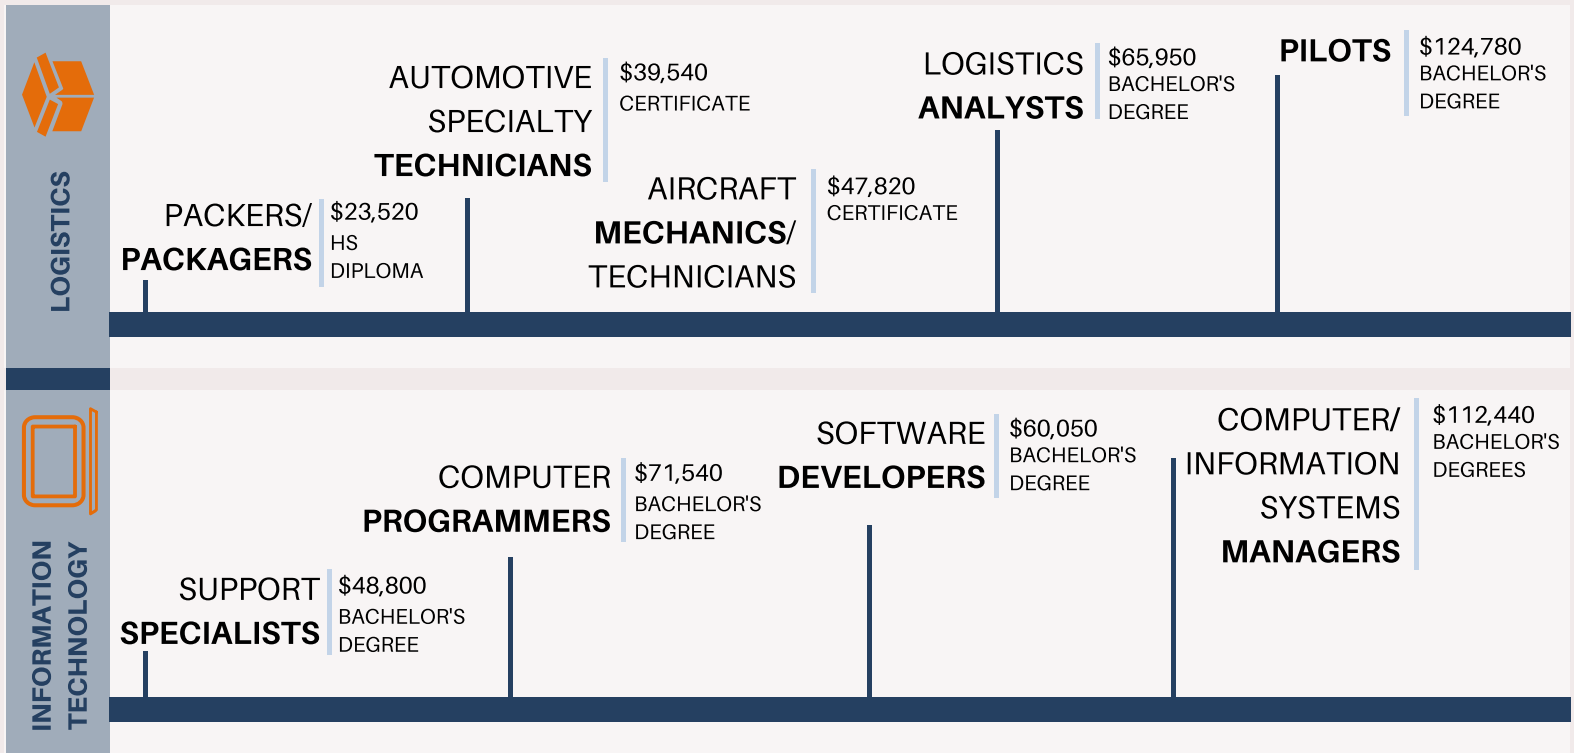 LOGISTICS
PACKERS/
PACKAGERS
$23,520
HS
DIPLOMA
AUTOMOTIVE
SPECIALTY
TECHNICIANS
$39,540
CERTIFICATE
AIRCRAFT
MECHANICS/
TECHNICIANS
$47,820
CERTIFICATE
LOGISTICS
ANALYSTS
$65,950
BACHELOR'S
DEGREE
PILOTS
$124,780
BACHELOR'S
DEGREE
INFORMATION
TECHNOLOGY
SUPPORT
SPECIALISTS
$48,800
BACHELOR'S
DEGREE
COMPUTER
PROGRAMMERS
$71,540
BACHELOR'S
DEGREE
SOFTWARE
DEVELOPERS
$60,050
BACHELOR'S
DEGREE
COMPUTER/
INFORMATION
SYSTEMS
MANAGERS
$112,440
BACHELOR'S
DEGREES